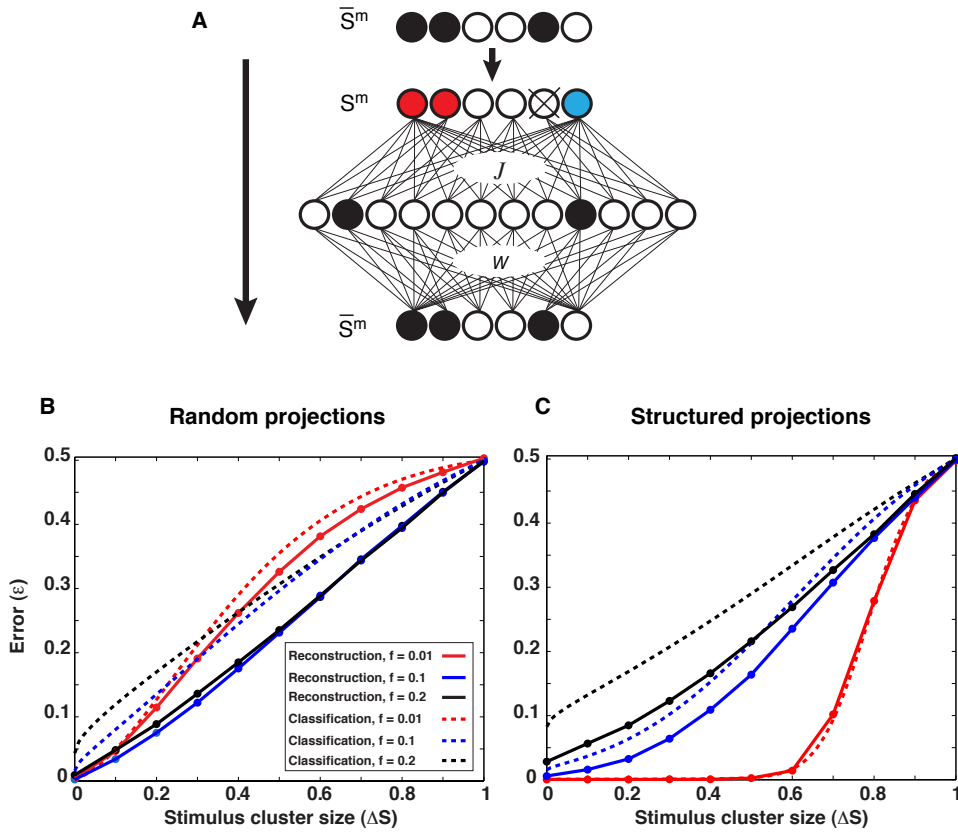 A
S̅ᵐ
Sᵐ
J
W
S̅ᵐ
B
Random projections
Error (ε)
0.5
0.4
0.3
0.2
0.1
0
0 0.2 0.4 0.6 0.8 1
Stimulus cluster size (ΔS)
Reconstruction, f = 0.01
Reconstruction, f = 0.1
Reconstruction, f = 0.2
Classification, f = 0.01
Classification, f = 0.1
Classification, f = 0.2
C
Structured projections
0.5
0.4
0.3
0.2
0.1
0
0 0.2 0.4 0.6 0.8 1
Stimulus cluster size (ΔS)